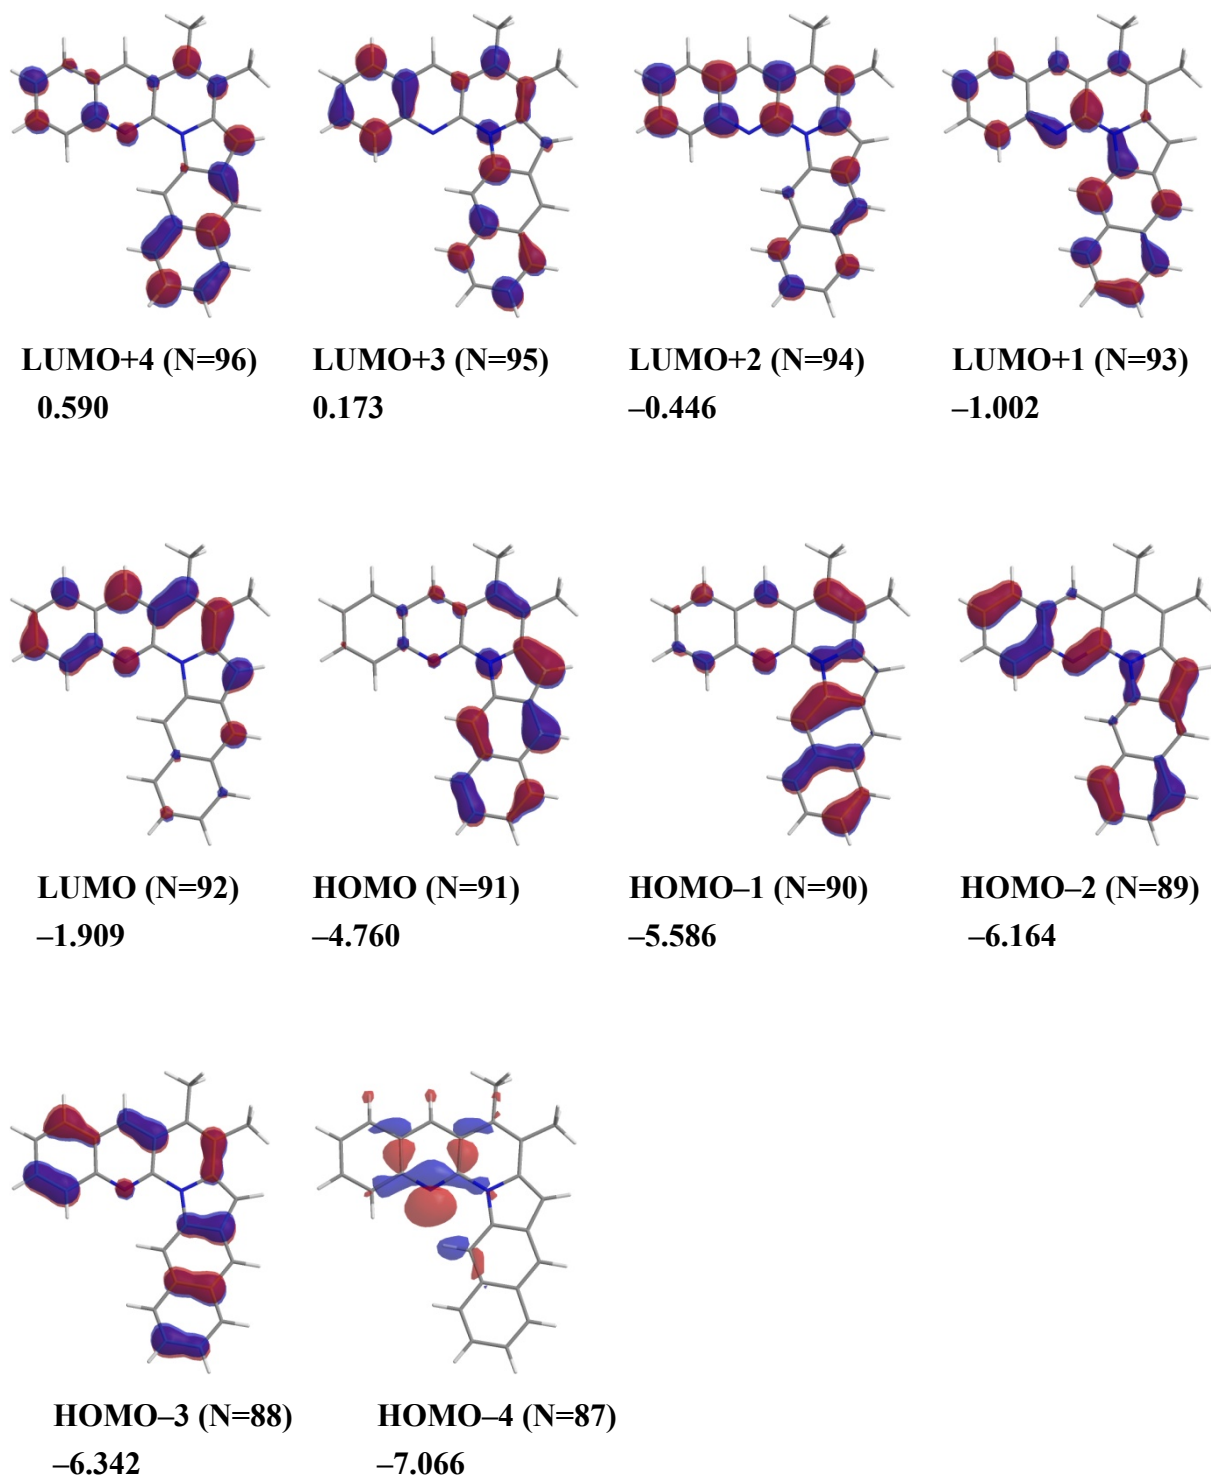 LUMO+4 (N=96) LUMO+3 (N=95) LUMO+2 (N=94) LUMO+1 (N=93)
0.590 0.173 –0.446 –1.002
LUMO (N=92) HOMO (N=91) HOMO–1 (N=90) HOMO–2 (N=89)
–1.909 –4.760 –5.586 –6.164
HOMO–3 (N=88) HOMO–4 (N=87)
–6.342 –7.066